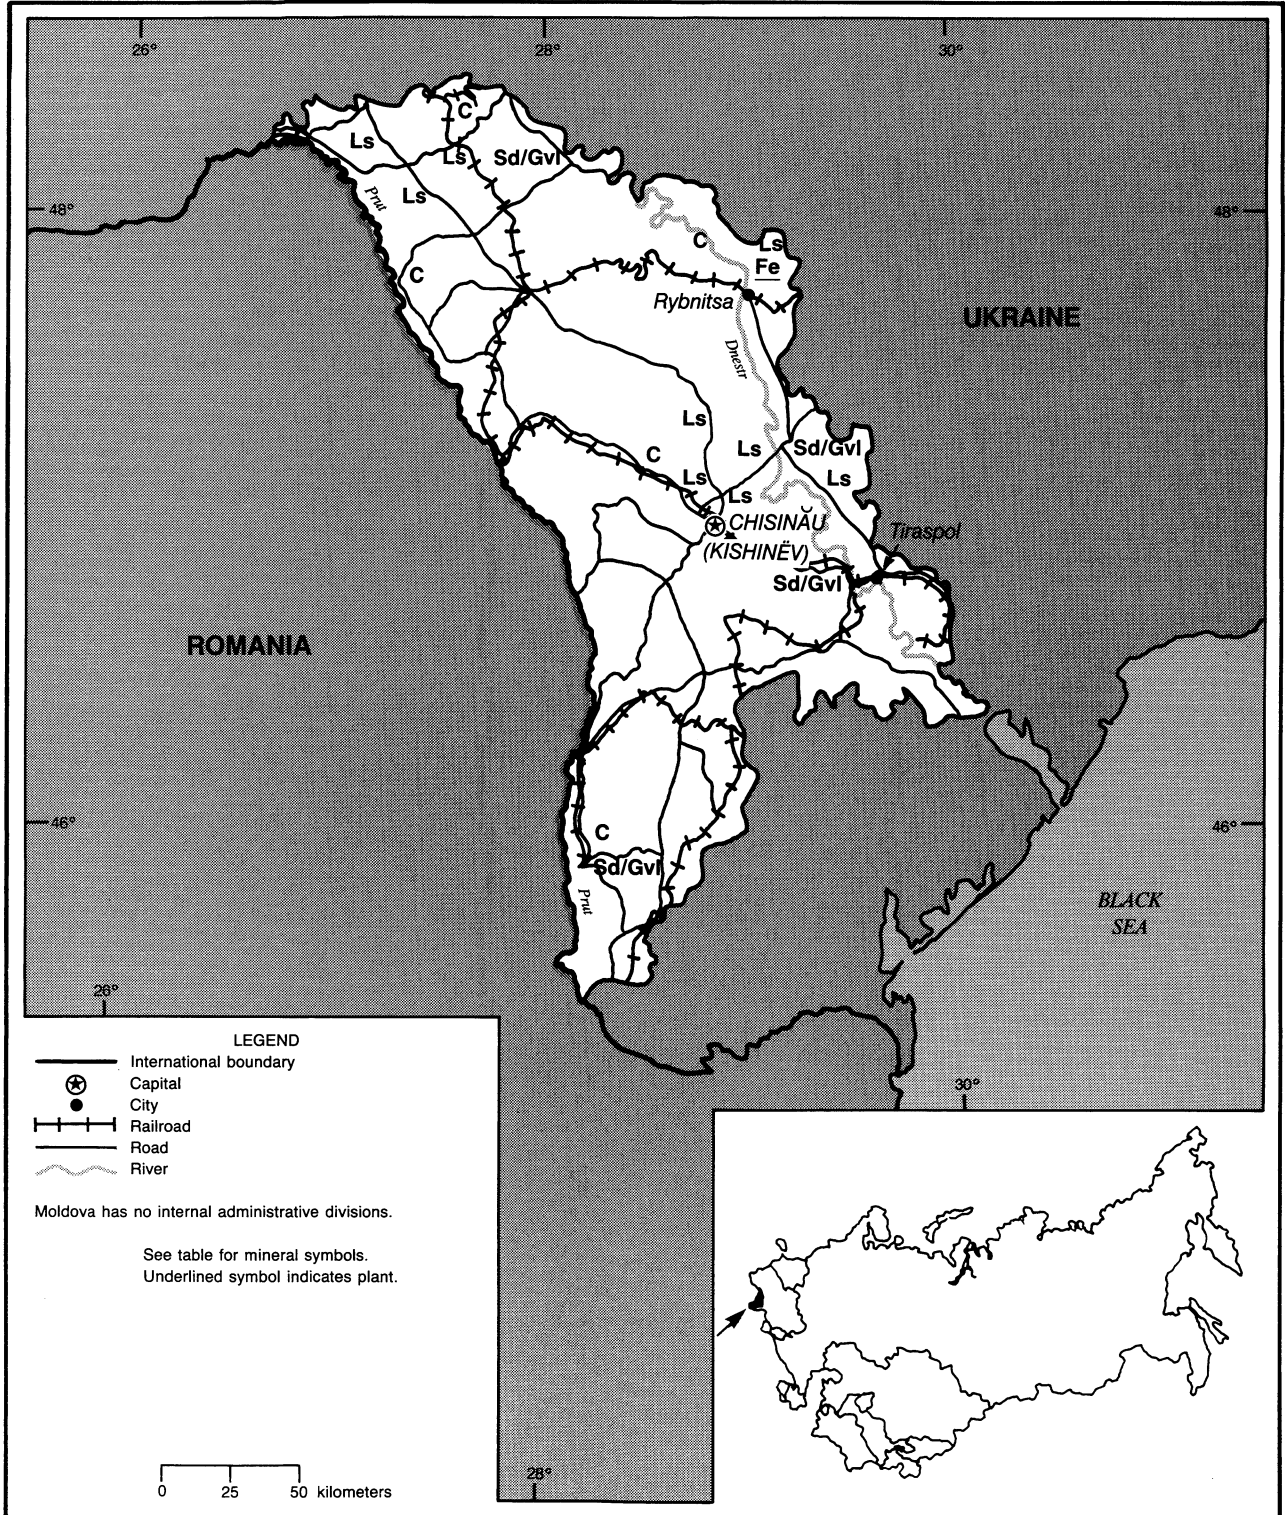 26°
28°
30°
C
Ls
Ls
Sd/Gvl
Ls
Prut
48°
48°
C
Ls
Fe
C
Rybnitsa
UKRAINE
Dnestr
Ls
C
Ls
Sd/Gvl
Ls
Ls
Ls
CHISINĂU
(KISHINËV)
Tiraspol
Sd/Gvl
ROMANIA
46°
46°
C
Sd/Gvl
Prut
BLACK
SEA
26°
30°
28°
LEGEND
International boundary
Capital
City
Railroad
Road
River
Moldova has no internal administrative divisions.
See table for mineral symbols.
Underlined symbol indicates plant.
0 25 50 kilometers